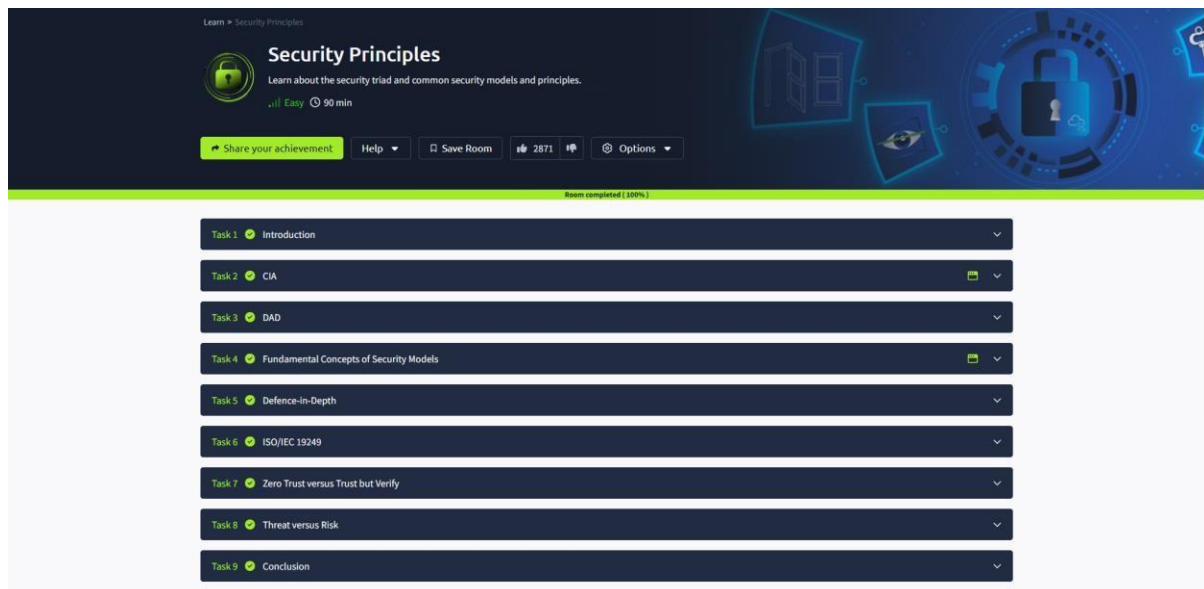 Learn > Security Principles
Security Principles
Learn about the security triad and common security models and principles.
Easy 90 min
Share your achievement Help Save Room 2871 Options
Room completed ( 100% )
Task 1 Introduction
Task 2 CIA
Task 3 DAD
Task 4 Fundamental Concepts of Security Models
Task 5 Defence-in-Depth
Task 6 ISO/IEC 19249
Task 7 Zero Trust versus Trust but Verify
Task 8 Threat versus Risk
Task 9 Conclusion